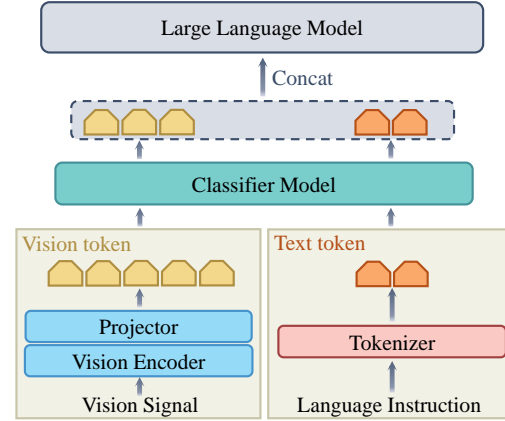 Large Language Model
Concat
Classifier Model
Vision token
Text token
Projector
Tokenizer
Vision Encoder
Vision Signal
Language Instruction